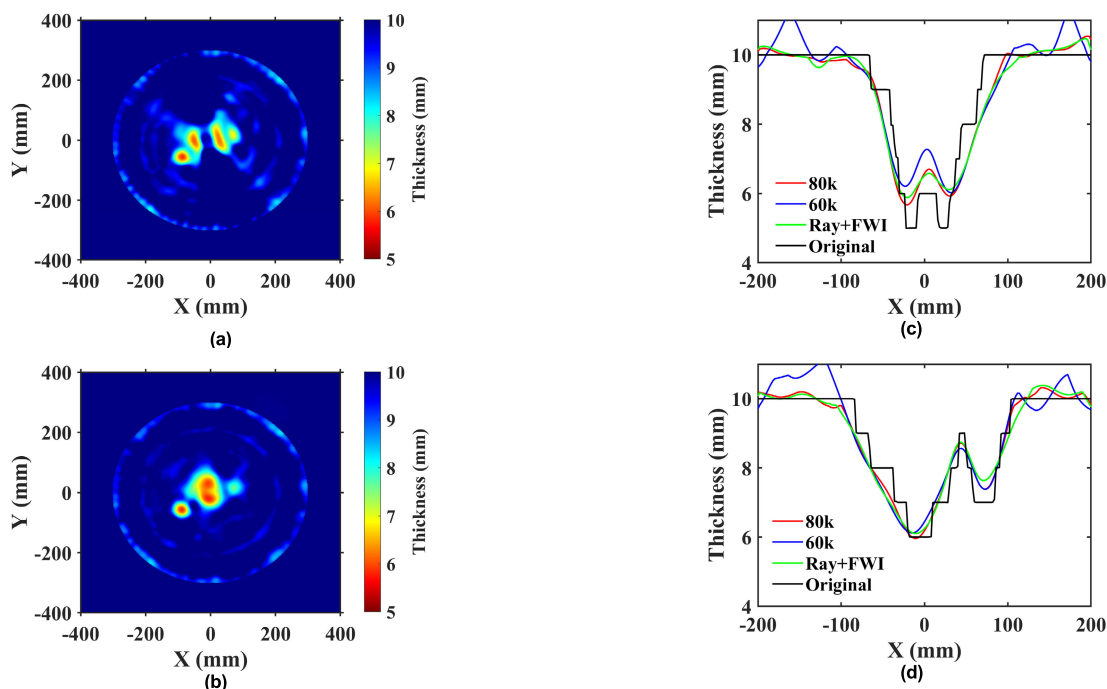 400
200
0
-200
-400
Y (mm)
-400 -200 0 200 400
X (mm)
10
9
8
7
6
5
Thickness (mm)
(a)
10
8
6
4
Thickness (mm)
80k
60k
Ray+FWI
Original
-200 -100 0 100 200
X (mm)
(c)
400
200
0
-200
-400
Y (mm)
-400 -200 0 200 400
X (mm)
10
9
8
7
6
5
Thickness (mm)
(b)
10
8
6
4
Thickness (mm)
80k
60k
Ray+FWI
Original
-200 -100 0 100 200
X (mm)
(d)